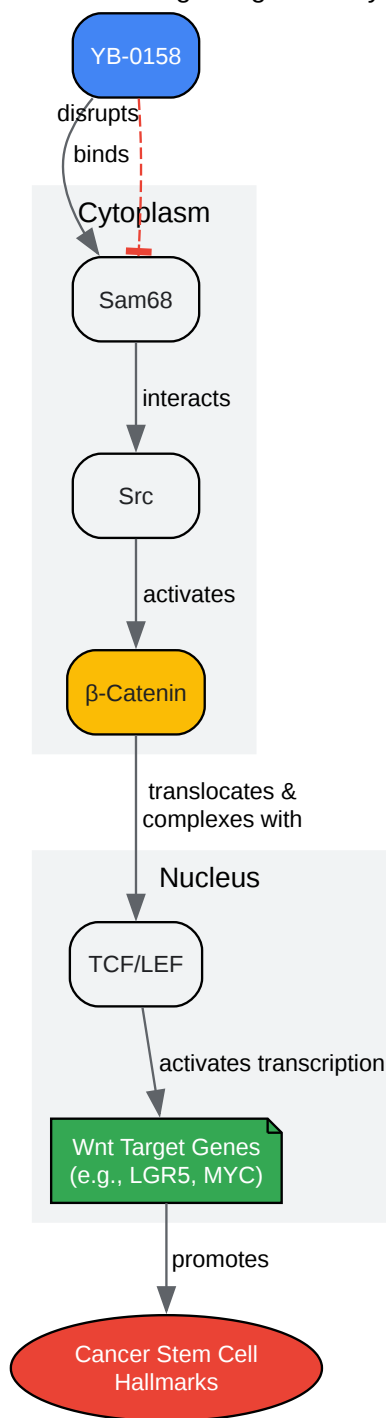 YB-0158
disrupts
binds
Cytoplasm
Sam68
interacts
Src
activates
β-Catenin
translocates &
complexes with
Nucleus
TCF/LEF
activates transcription
Wnt Target Genes
(e.g., LGR5, MYC)
promotes
Cancer Stem Cell
Hallmarks